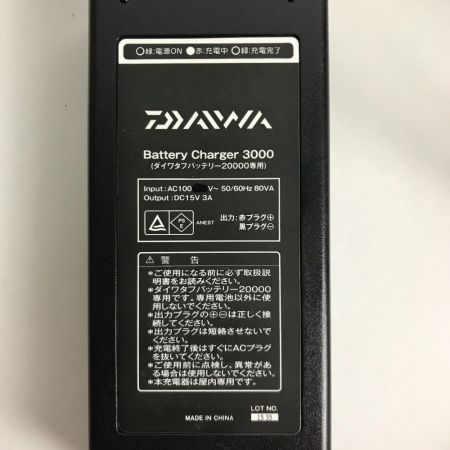 ○緑:電源ON ●赤:充電中 ○緑:充電完了
DAIWA
Battery Charger 3000
(ダイワタフバッテリー20000専用)
Input:AC100 V~ 50/60Hz 80VA
Output:DC15V 3A
PS
E
ANEST
出力:赤プラグ⊕
黒プラグ⊖
⚠ 警 告
*ご使用になる前に必ず取扱説
明書をお読みください。
*ダイワタフバッテリー20000
専用です。専用電池以外に使
用しないでください。
*出力プラグの⊕⊖は正しく接
続してください。
*出力プラグは短絡させないで
ください。
*充電終了後はすぐにACプラグ
を抜いてください。
*ご使用前に点検し、異常があ
る場合は使用しないでください。
*本充電器は屋内専用です。
MADE IN CHINA
LOT NO.